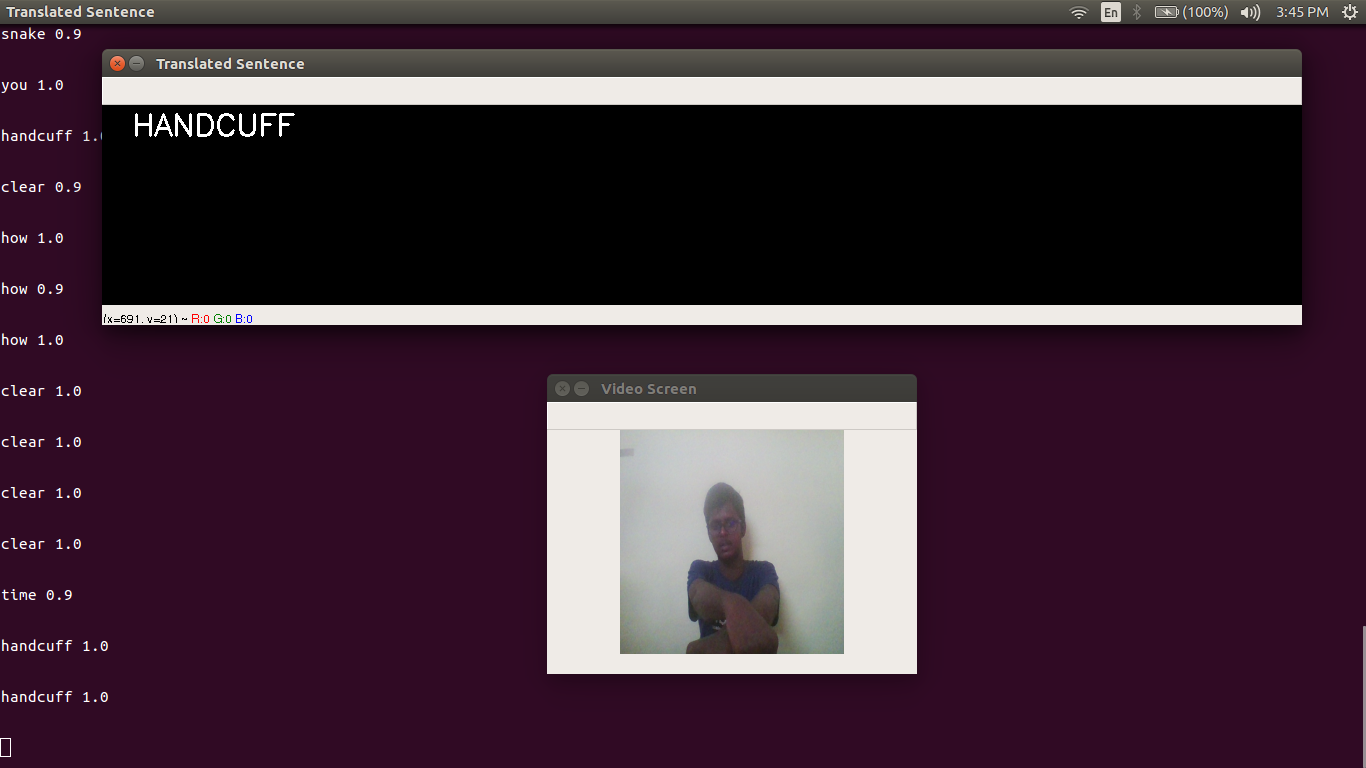 Translated Sentence
En
(100%)
3:45 PM
snake 0.9
Translated Sentence
you 1.0
HANDCUFF
handcuff 1.
clear 0.9
how 1.0
how 0.9
(x=691, y=21) ~ R:0 G:0 B:0
how 1.0
Video Screen
clear 1.0
clear 1.0
clear 1.0
clear 1.0
time 0.9
handcuff 1.0
handcuff 1.0